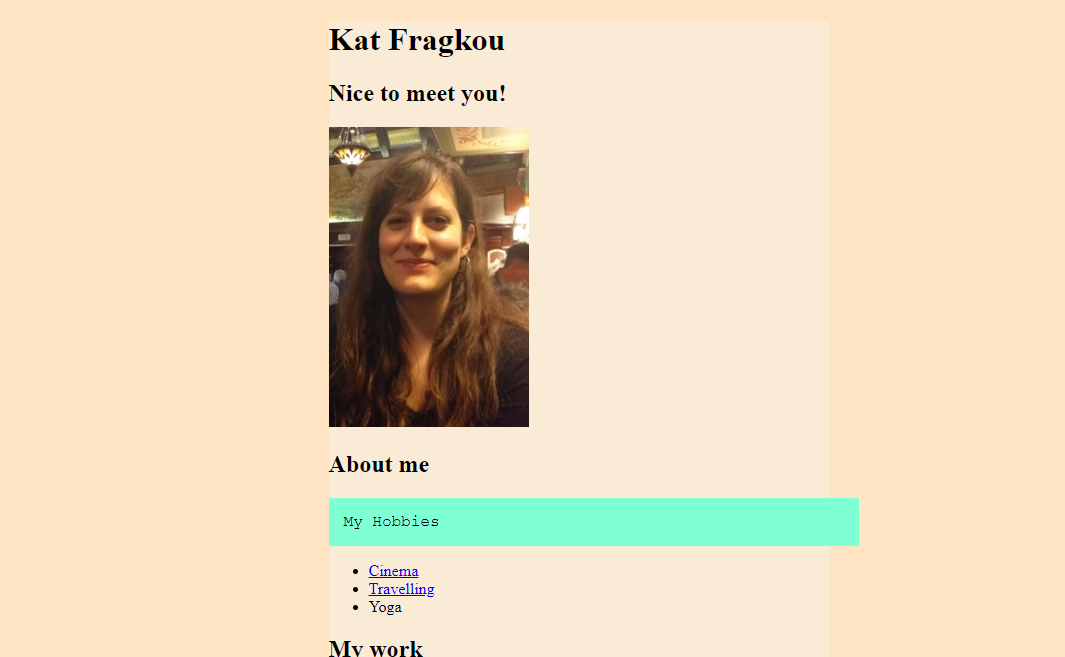 Kat Fragkou
Nice to meet you!
About me
My Hobbies
Cinema
Travelling
Yoga
My work